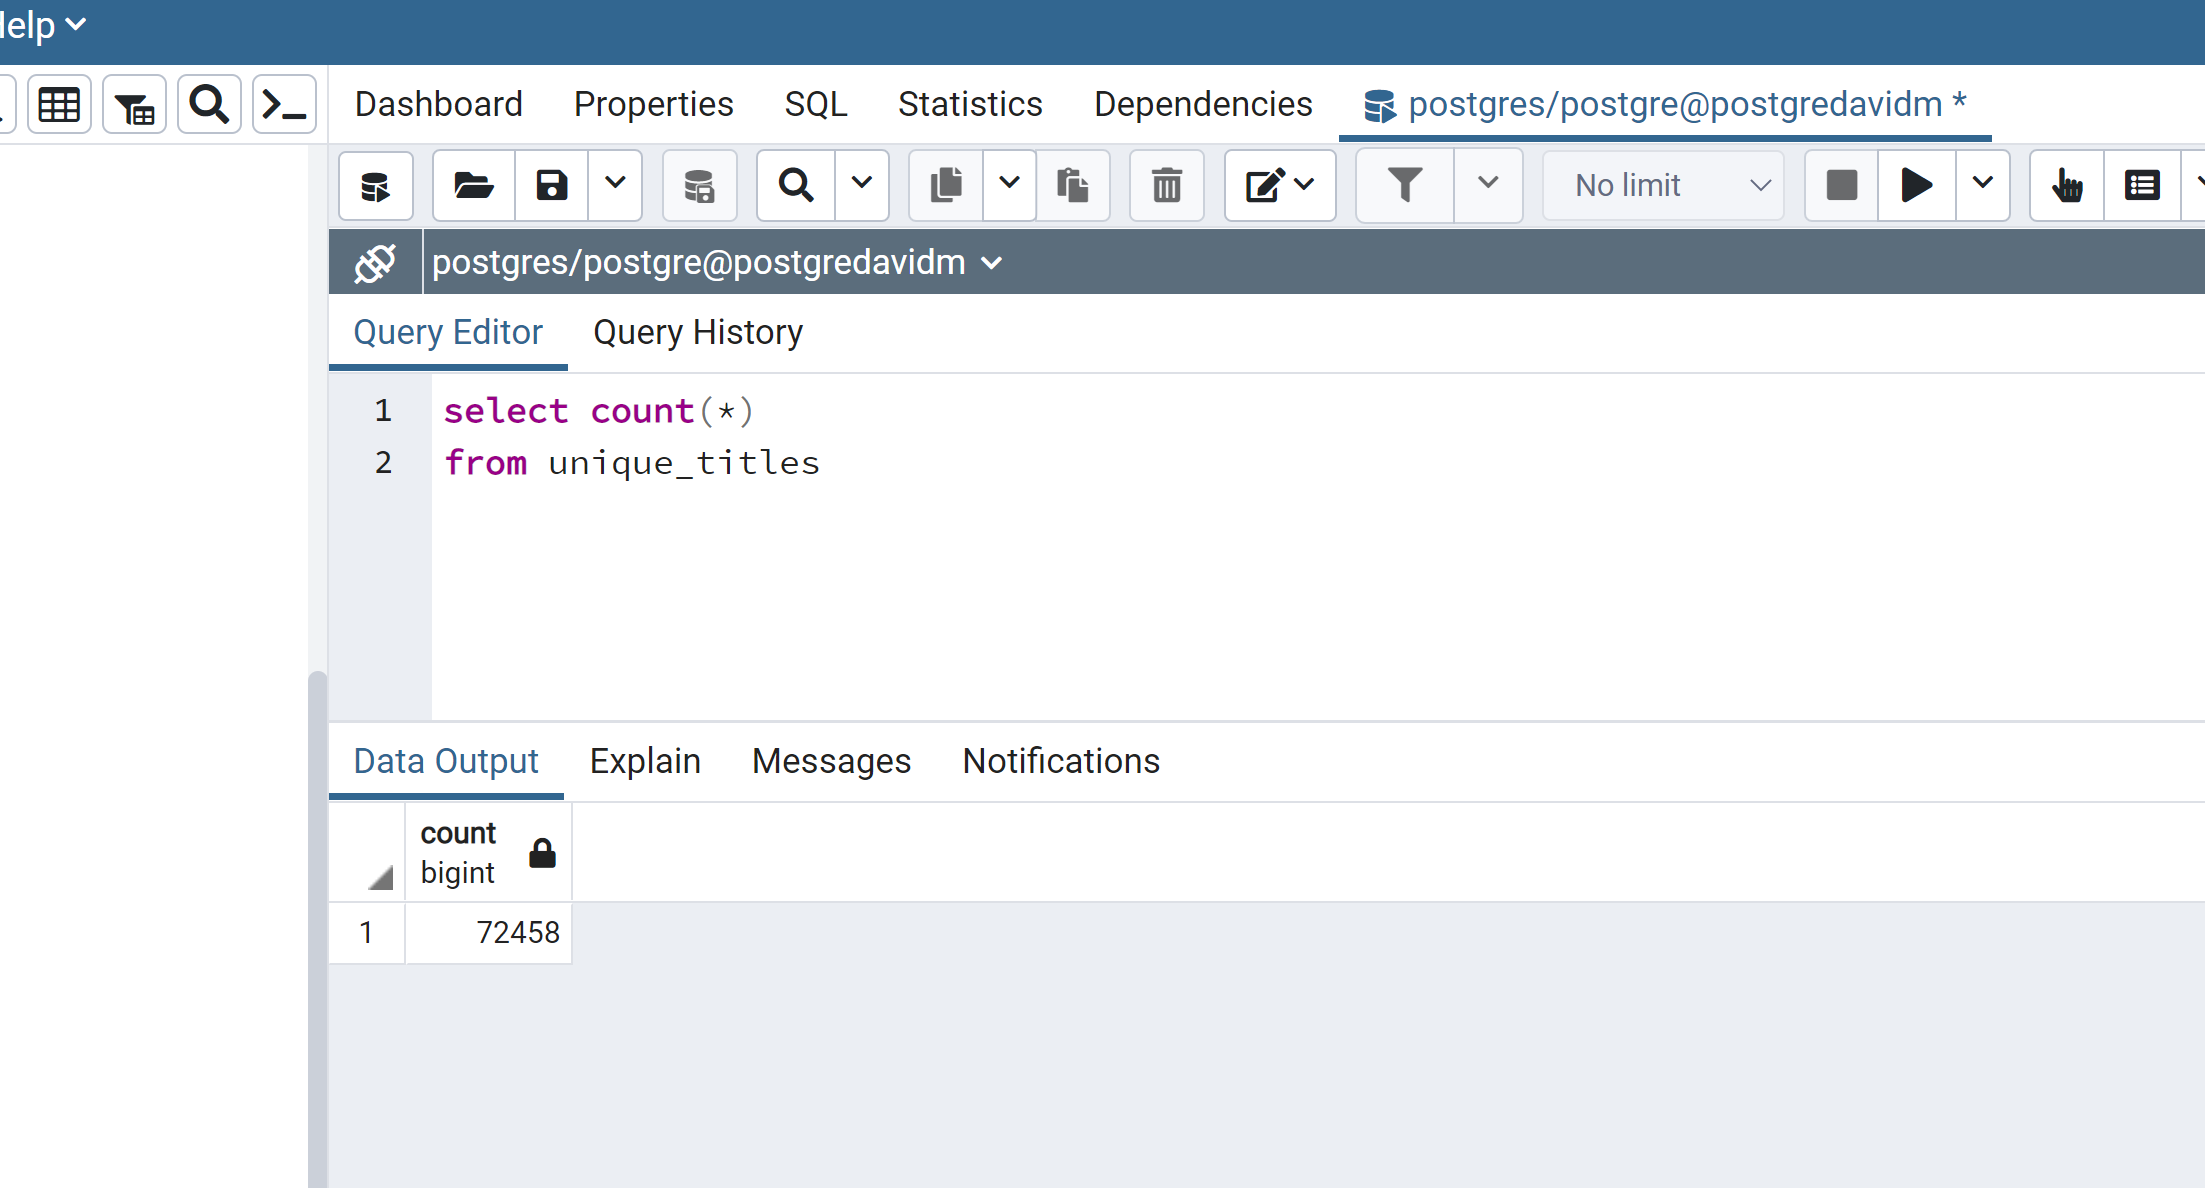 Help
Dashboard Properties SQL Statistics Dependencies postgres/postgre@postgredavidm *
No limit
postgres/postgre@postgredavidm
Query Editor Query History
1 select count(*)
2 from unique_titles
Data Output Explain Messages Notifications
count
bigint
1 72458